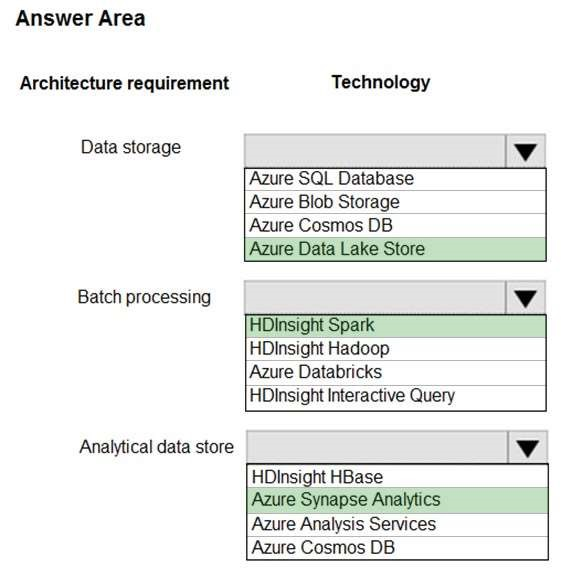 Answer Area
Architecture requirement Technology
Data storage
Azure SQL Database
Azure Blob Storage
Azure Cosmos DB
Azure Data Lake Store
Batch processing
HDInsight Spark
HDInsight Hadoop
Azure Databricks
HDInsight Interactive Query
Analytical data store
HDInsight HBase
Azure Synapse Analytics
Azure Analysis Services
Azure Cosmos DB